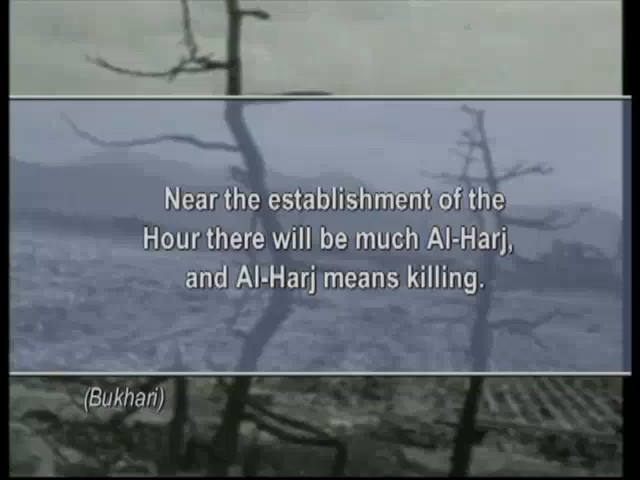 Near the establishment of the
Hour there will be much Al-Harj,
and Al-Harj means killing.
(Bukhari)